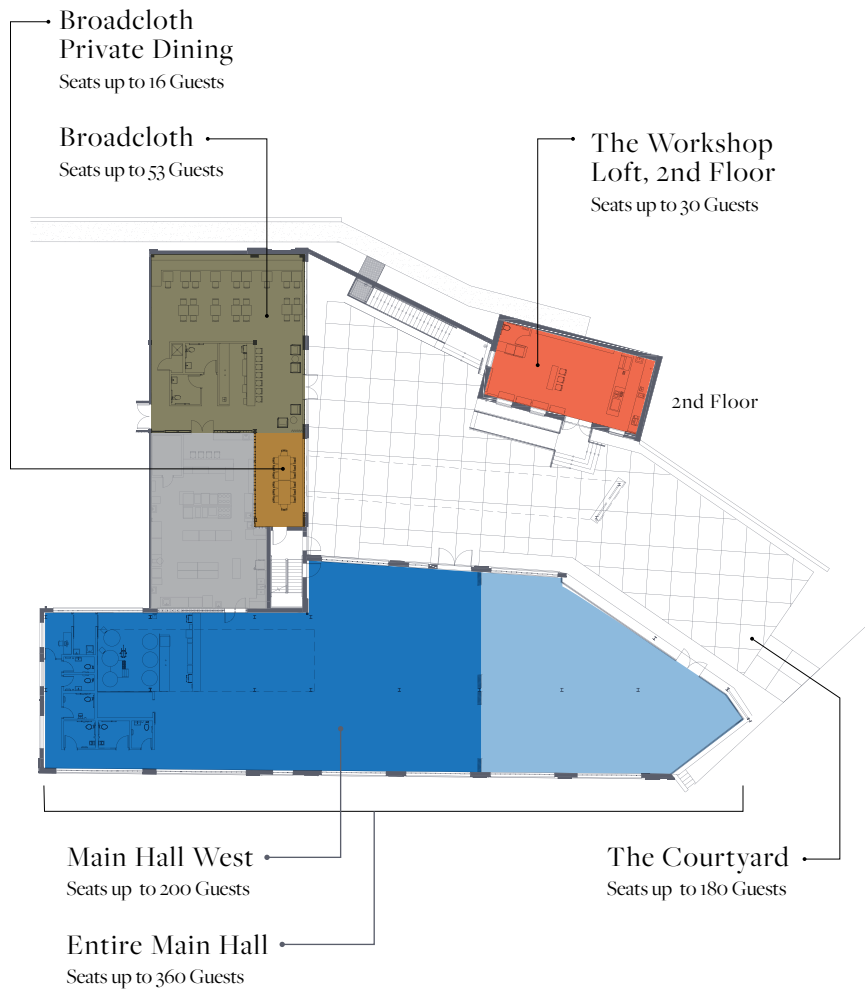 Broadcloth
Private Dining
Seats up to 16 Guests
Broadcloth
Seats up to 53 Guests
The Workshop
Loft, 2nd Floor
Seats up to 30 Guests
2nd Floor
Main Hall West
Seats up to 200 Guests
The Courtyard
Seats up to 180 Guests
Entire Main Hall
Seats up to 360 Guests